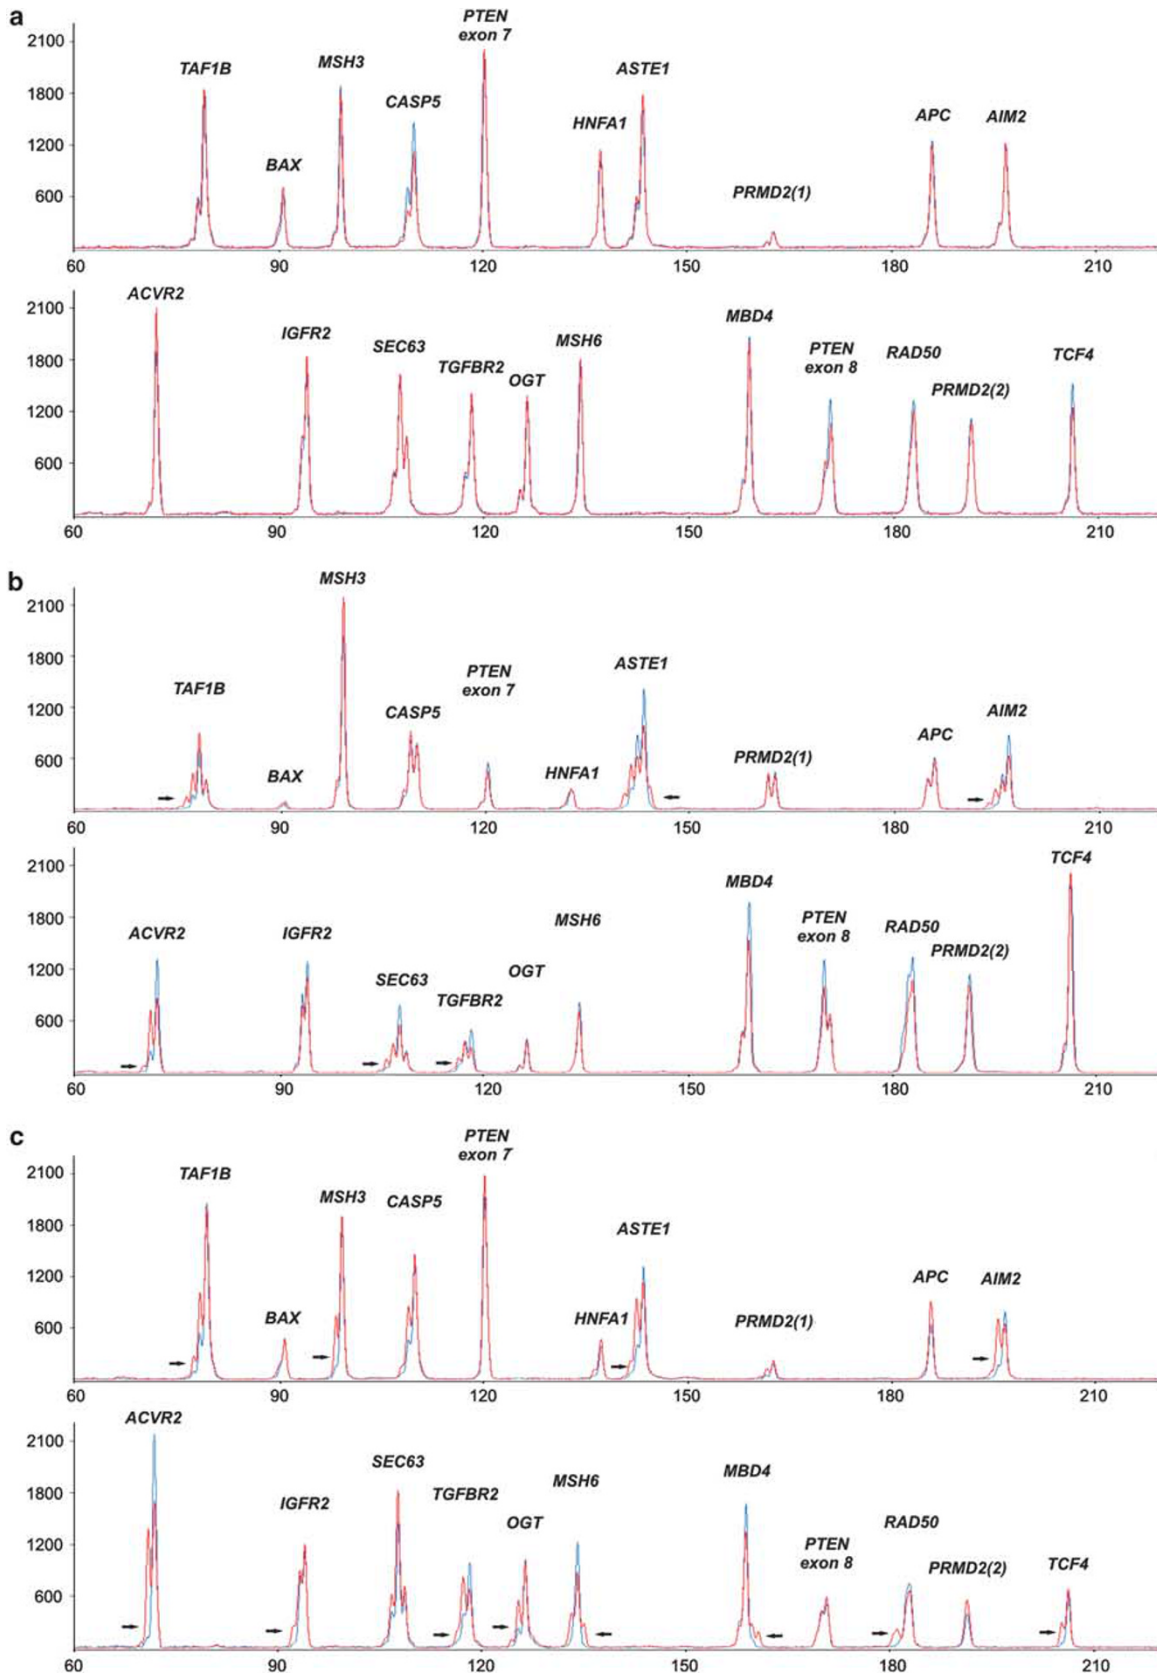 a
PTEN
exon 7
TAF1B
MSH3
ASTE1
CASP5
HNFA1
APC
AIM2
BAX
PRMD2(1)
2100
1800
1200
600
60 90 120 150 180 210
ACVR2
MBD4
IGFR2
SEC63
MSH6
PTEN
exon 8
RAD50
TCF4
TGFBR2
OGT
PRMD2(2)
2100
1800
1200
600
60 90 120 150 180 210
b
MSH3
PTEN
exon 7
ASTE1
TAF1B
CASP5
AIM2
APC
BAX
HNFA1
PRMD2(1)
2100
1800
1200
600
60 90 120 150 180 210
TCF4
MBD4
ACVR2
IGFR2
MSH6
PTEN
exon 8
RAD50
SEC63
OGT
PRMD2(2)
TGFBR2
2100
1800
1200
600
60 90 120 150 180 210
c
PTEN
exon 7
TAF1B
MSH3
CASP5
ASTE1
APC
AIM2
BAX
HNFA1
PRMD2(1)
2100
1800
1200
600
60 90 120 150 180 210
ACVR2
SEC63
MBD4
MSH6
TGFBR2
IGFR2
OGT
RAD50
PTEN
exon 8
PRMD2(2)
TCF4
2100
1800
1200
600
60 90 120 150 180 210